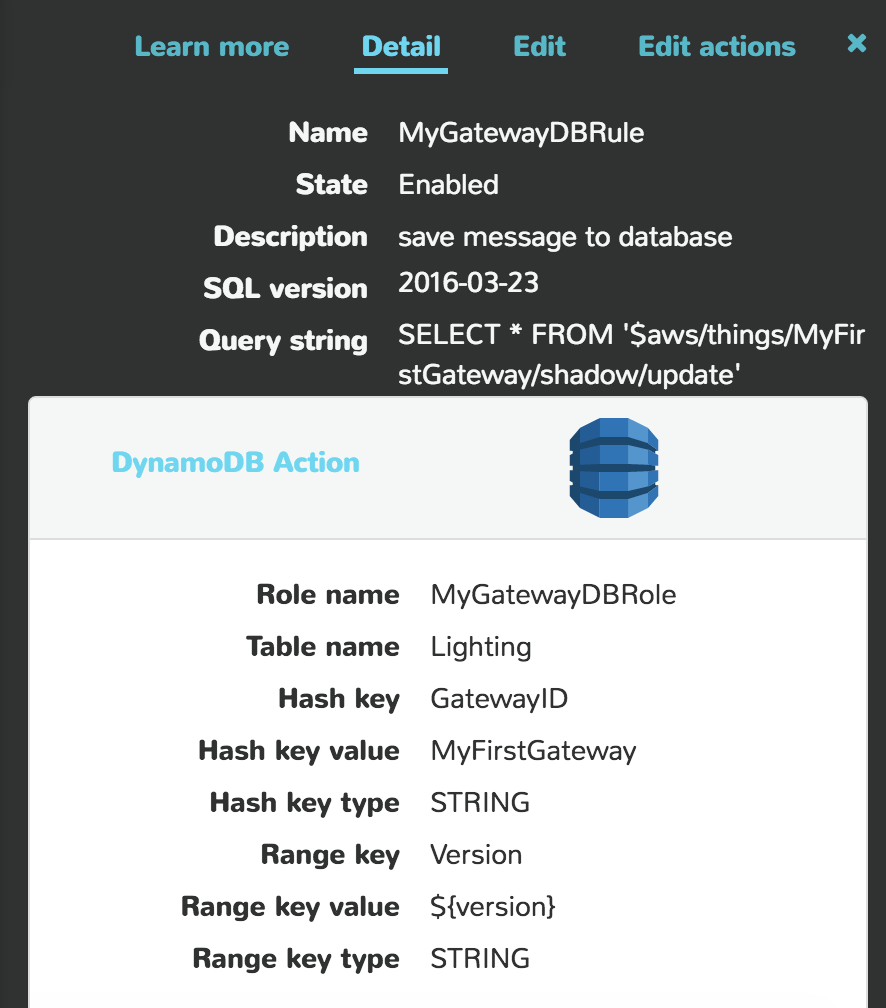 Learn more Detail Edit Edit actions ×
Name MyGatewayDBRule
State Enabled
Description save message to database
SQL version 2016-03-23
Query string SELECT * FROM '$aws/things/MyFir
stGateway/shadow/update'
DynamoDB Action
Role name MyGatewayDBRole
Table name Lighting
Hash key GatewayID
Hash key value MyFirstGateway
Hash key type STRING
Range key Version
Range key value ${version}
Range key type STRING